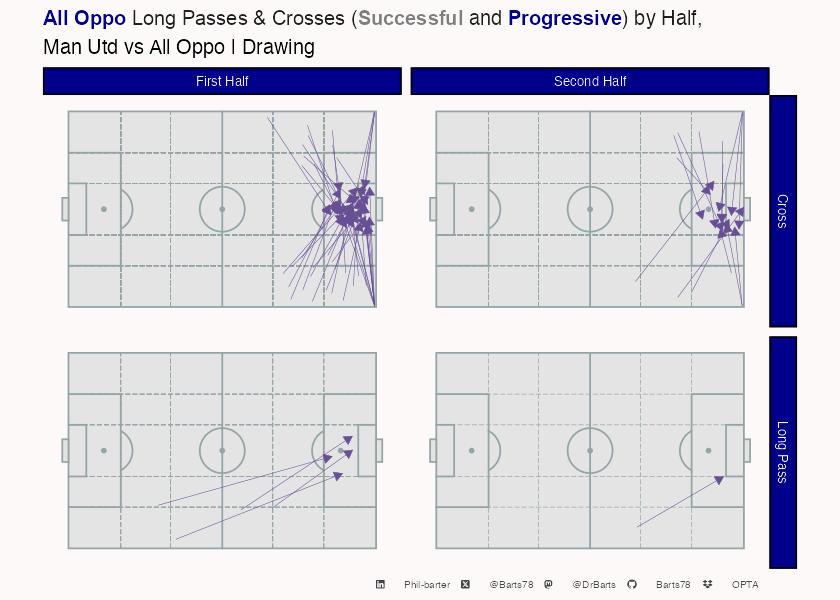 All Oppo Long Passes & Crosses (Successful and Progressive) by Half,
Man Utd vs All Oppo | Drawing
First Half
Second Half
Cross
Long Pass
Phil-barter @Barts78 @DrBarts Barts78 OPTA